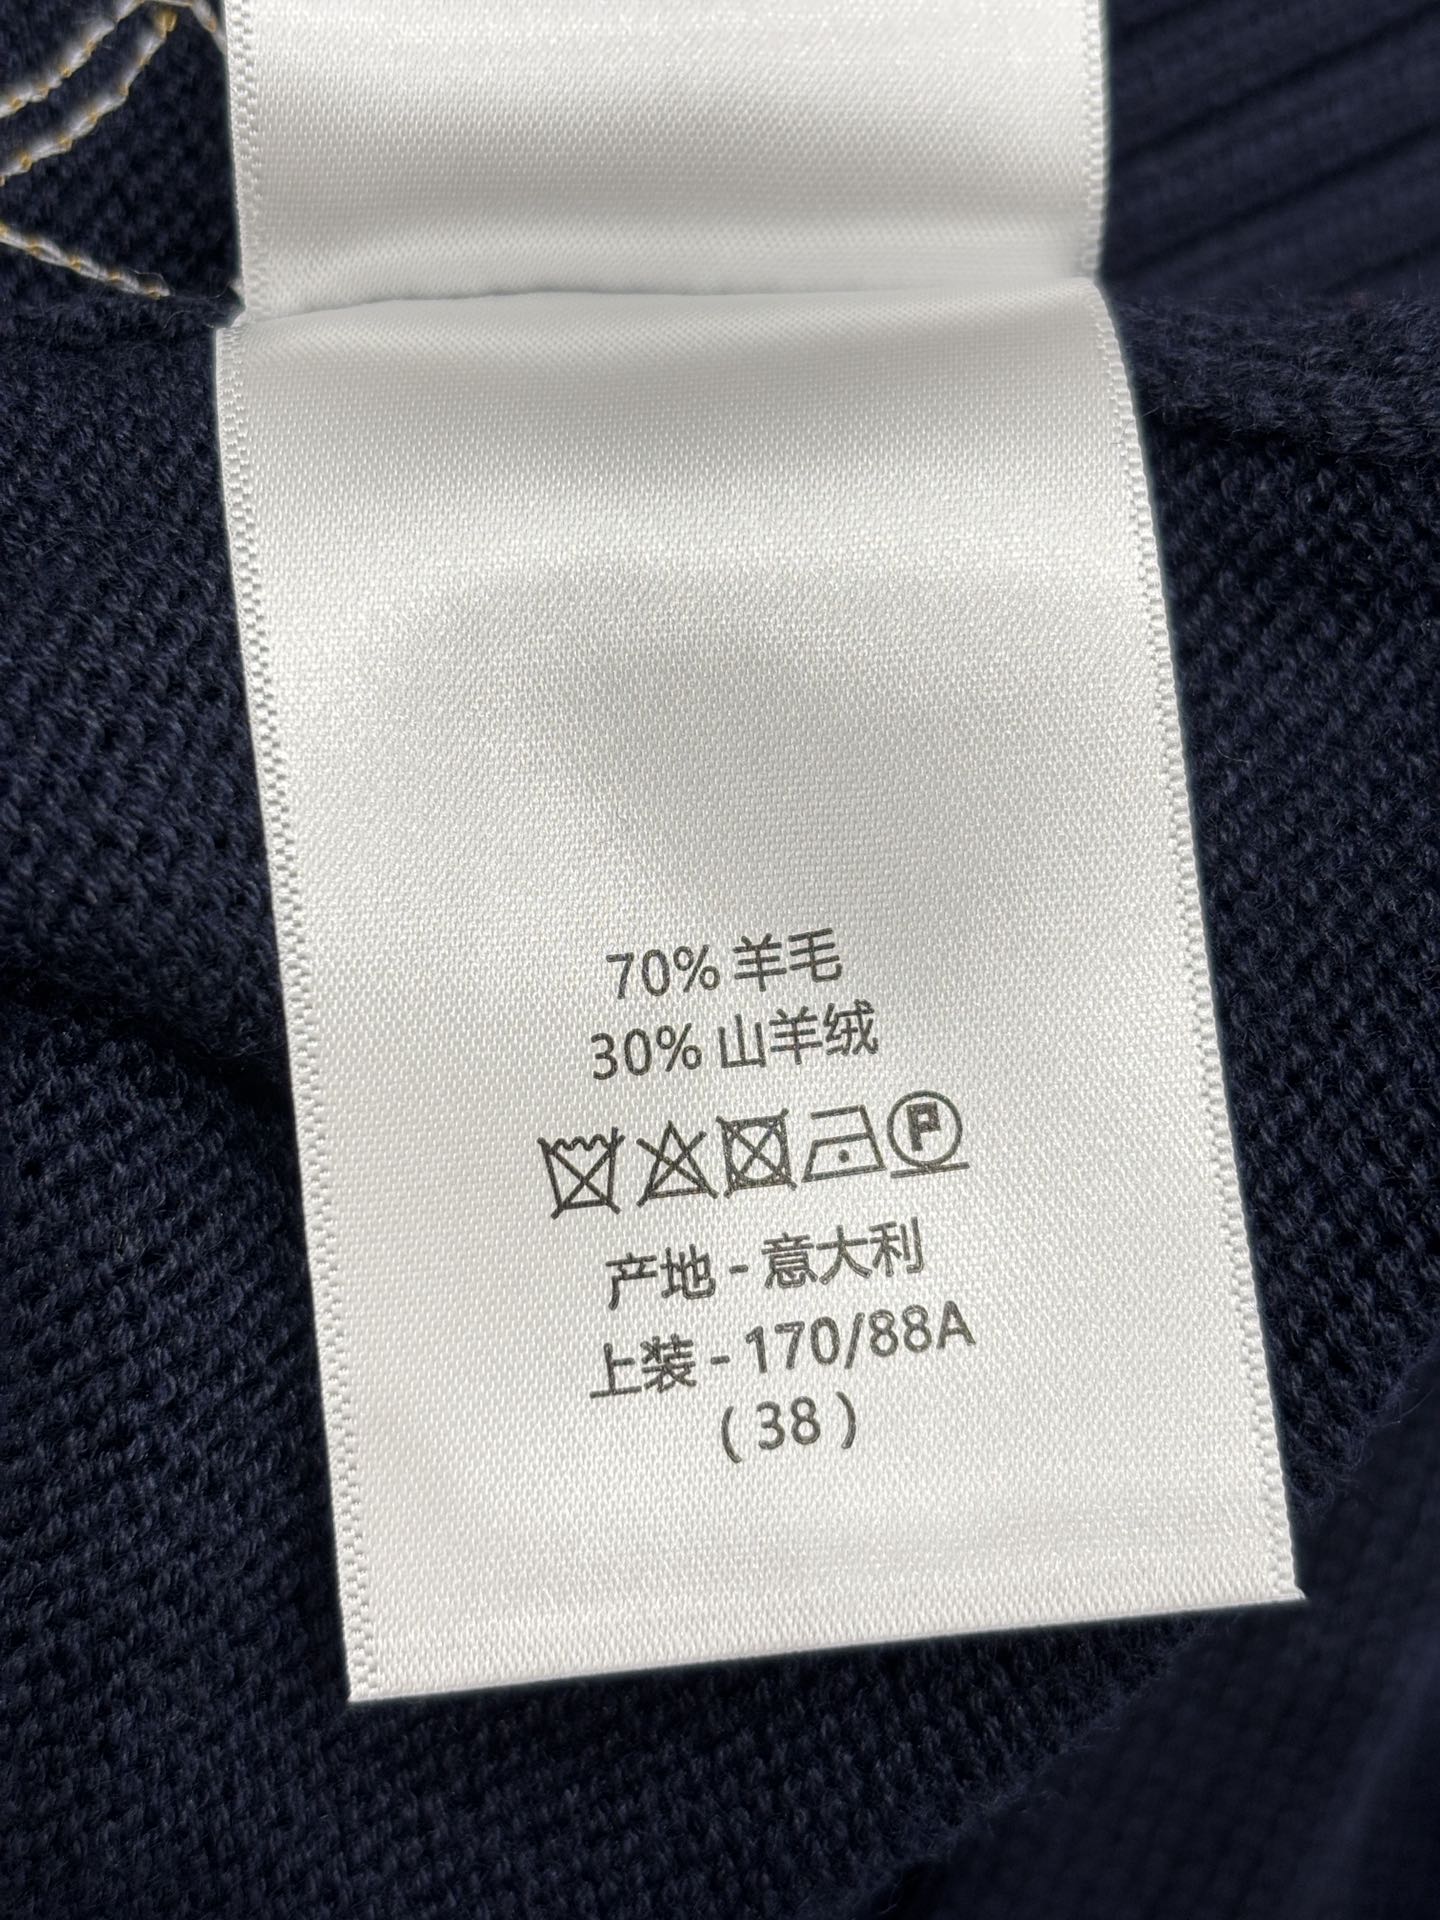 70% 羊毛
30% 山羊绒
P
产地 - 意大利
上装 - 170/88A
( 38 )